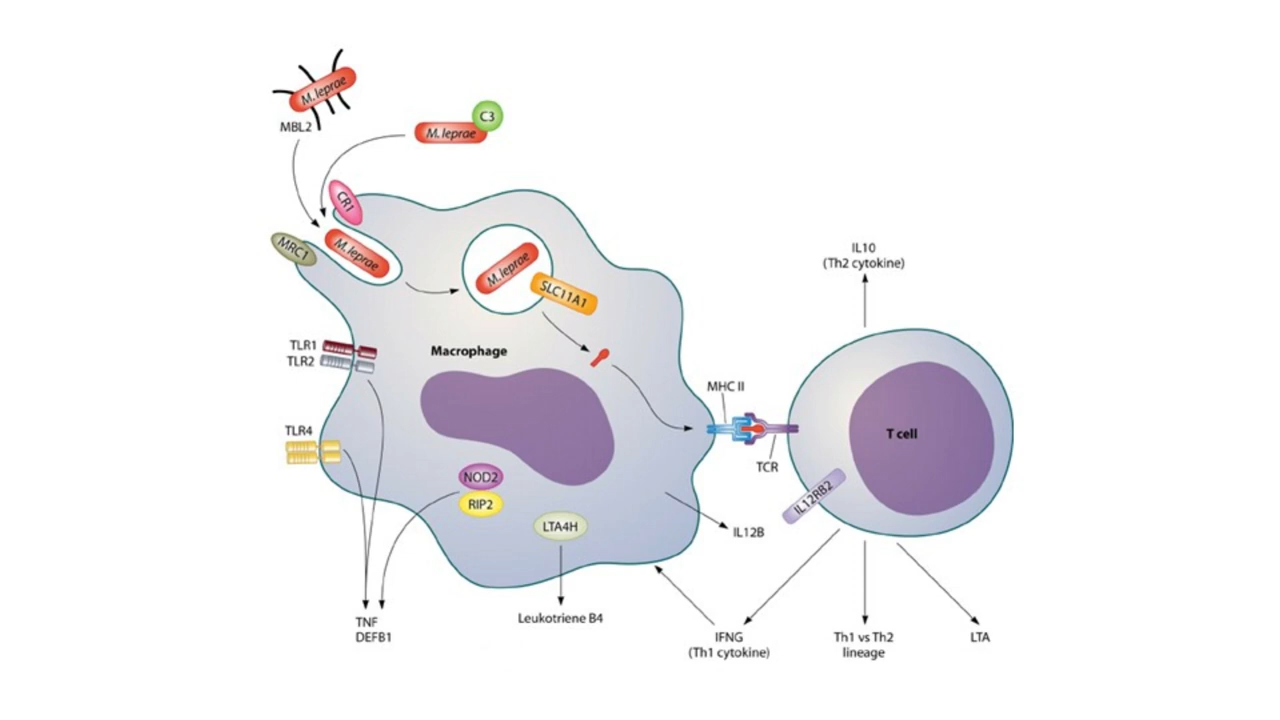 M. leprae
MBL2
C3
M. leprae
CR1
MRC1
M. leprae
M. leprae
SLC11A1
IL10
(Th2 cytokine)
TLR1
TLR2
Macrophage
MHC II
TLR4
T cell
TCR
NOD2
RIP2
IL12RB2
LTA4H
IL12B
Leukotriene B4
TNF
DEFB1
IFNG
(Th1 cytokine)
Th1 vs Th2
lineage
LTA